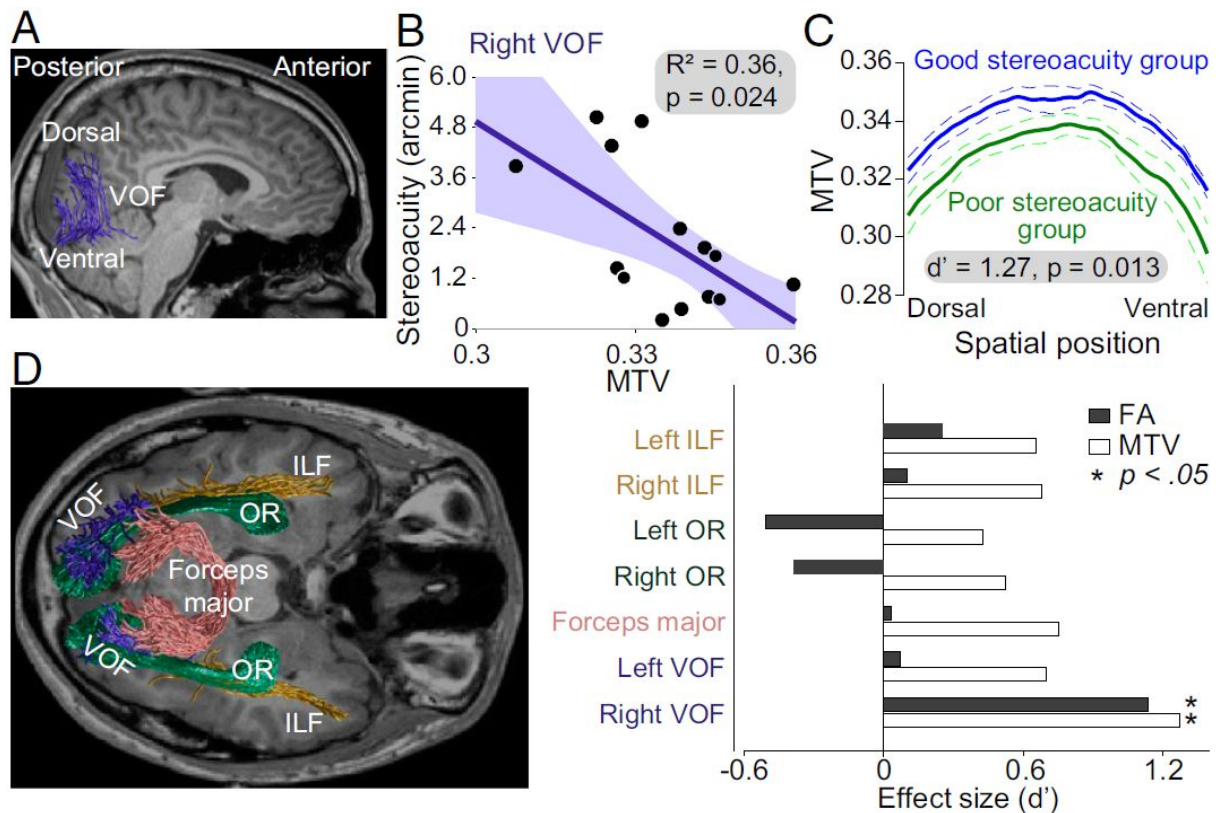 A
Posterior
Anterior
Dorsal
VOF
Ventral
B
Right VOF
R² = 0.36,
p = 0.024
Stereoacuity (arcmin)
6.0
4.8
3.6
2.4
1.2
0
0.3
0.33
0.36
MTV
C
0.36
0.34
0.32
0.30
0.28
MTV
Good stereoacuity group
Poor stereoacuity
group
d' = 1.27, p = 0.013
Dorsal
Ventral
Spatial position
D
ILF
VOF
OR
Forceps
major
VOF
OR
ILF
Left ILF
Right ILF
Left OR
Right OR
Forceps major
Left VOF
Right VOF
FA
MTV
* p < .05
*
*
-0.6
0
0.6
1.2
Effect size (d')